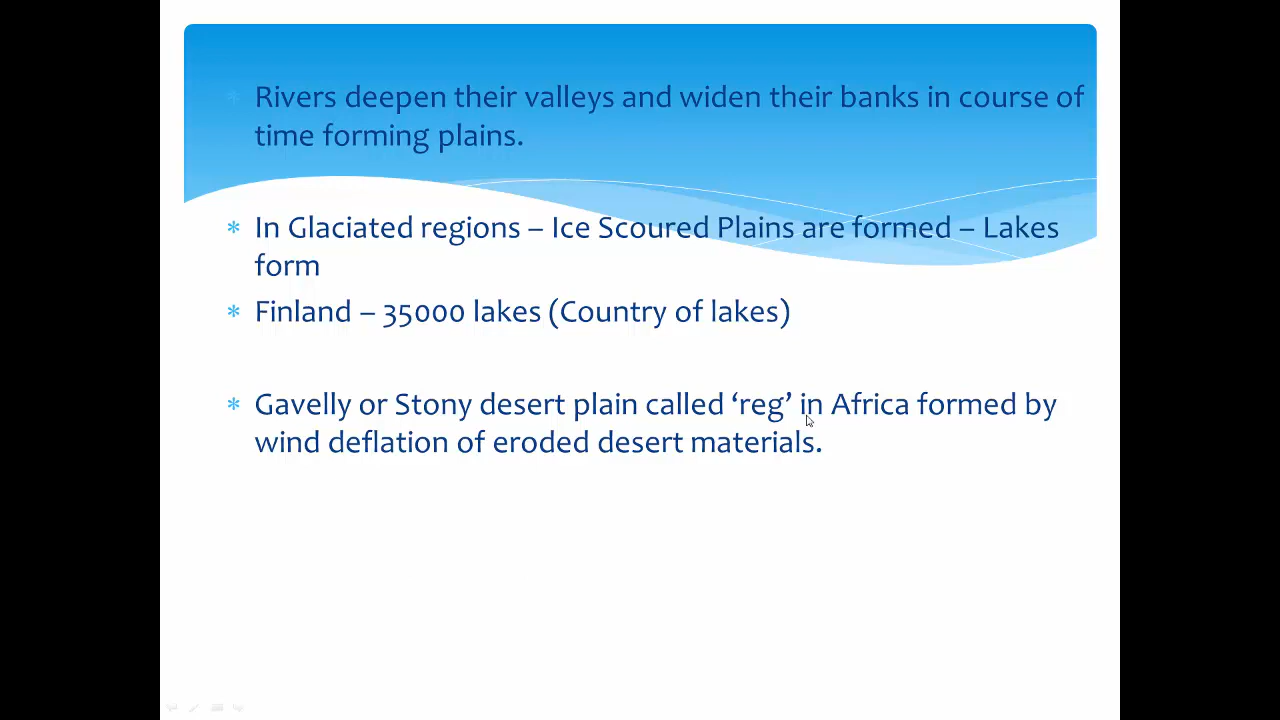 * Rivers deepen their valleys and widen their banks in course of
time forming plains.
* In Glaciated regions – Ice Scoured Plains are formed – Lakes
form
* Finland – 35000 lakes (Country of lakes)
* Gavelly or Stony desert plain called ‘reg’ in Africa formed by
wind deflation of eroded desert materials.